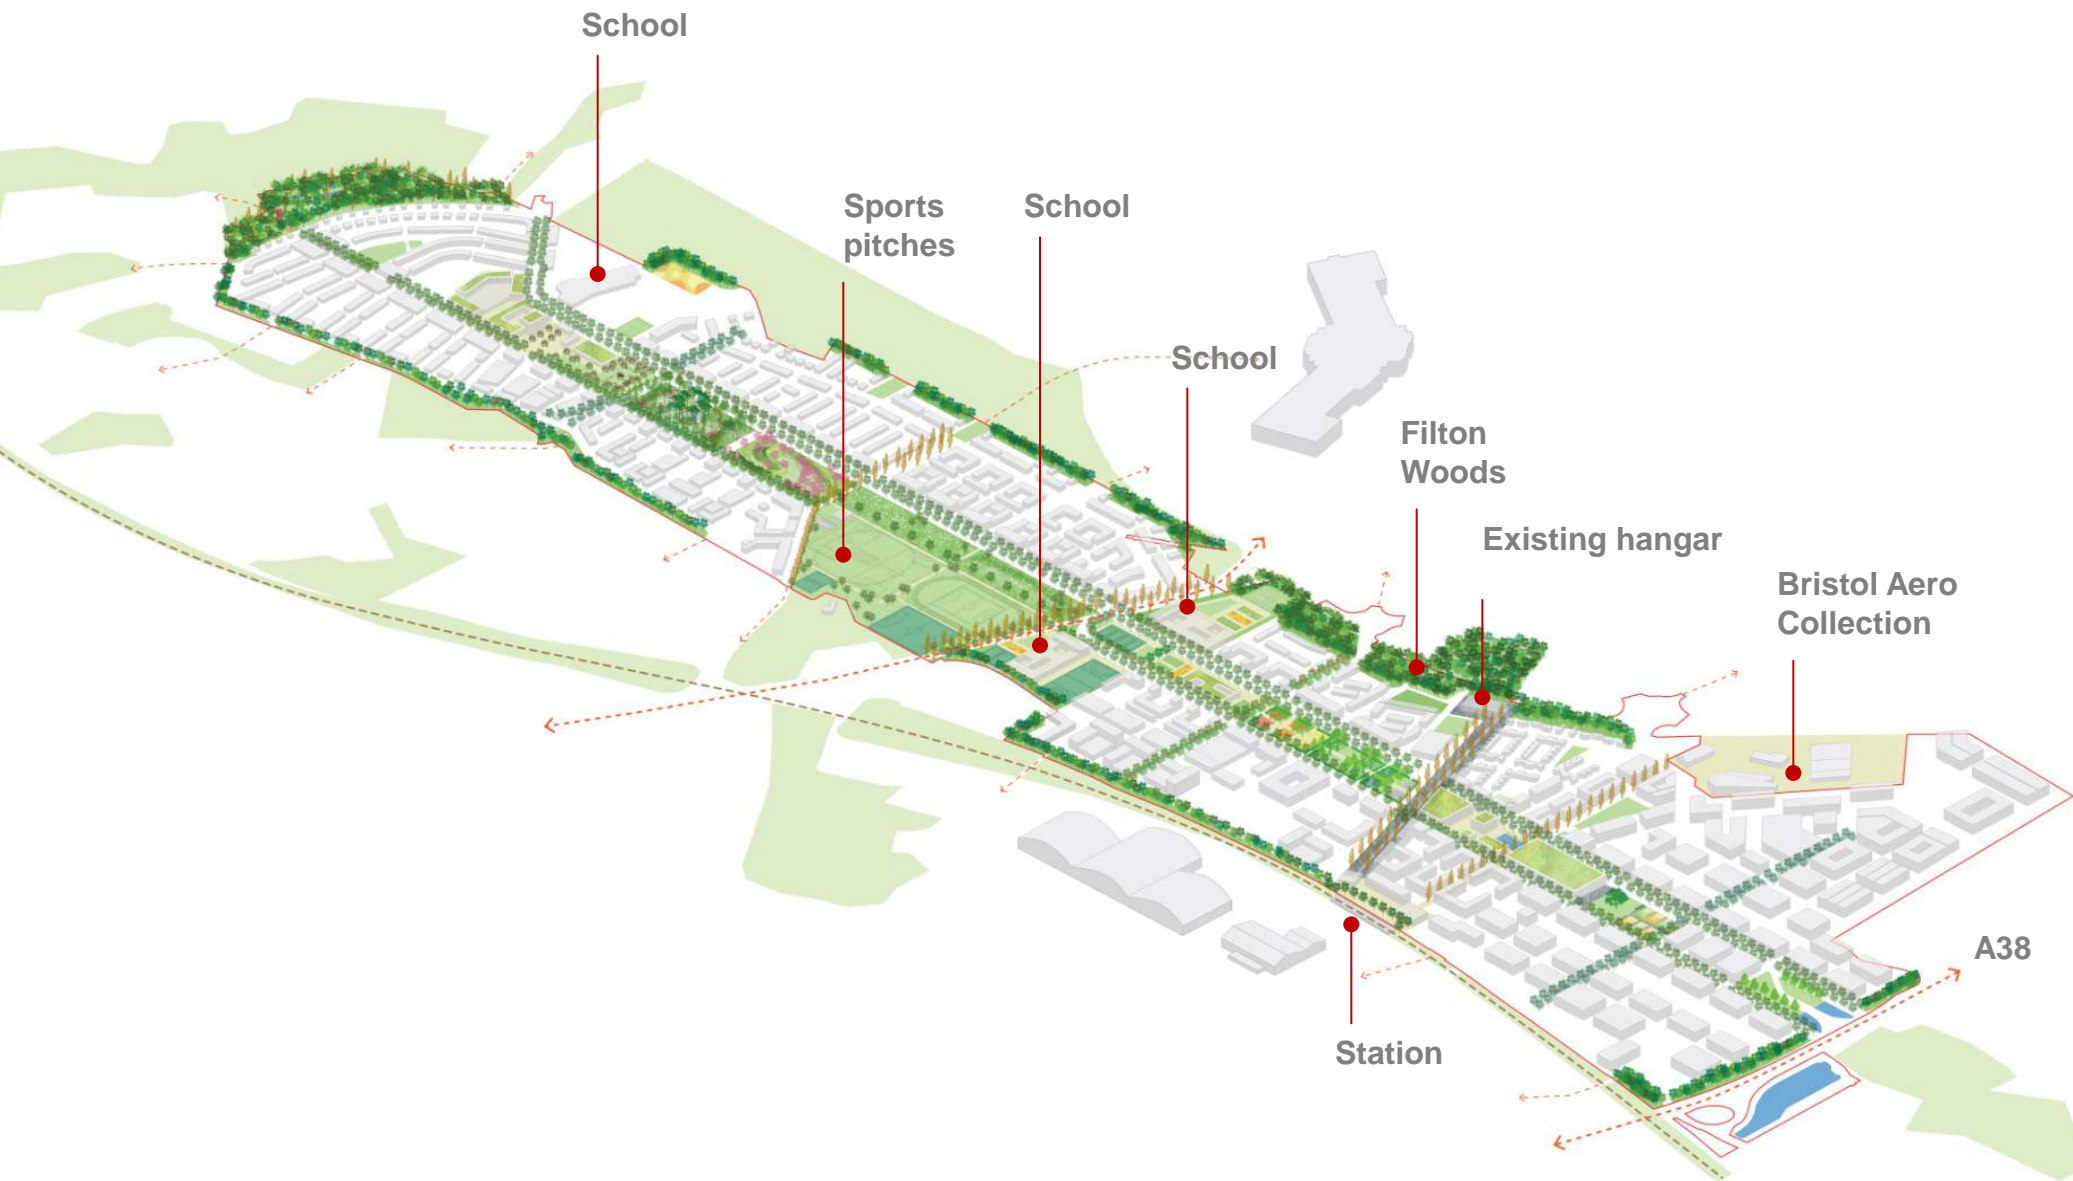 School
Sports
pitches
School
School
Filton
Woods
Existing hangar
Bristol Aero
Collection
A38
Station